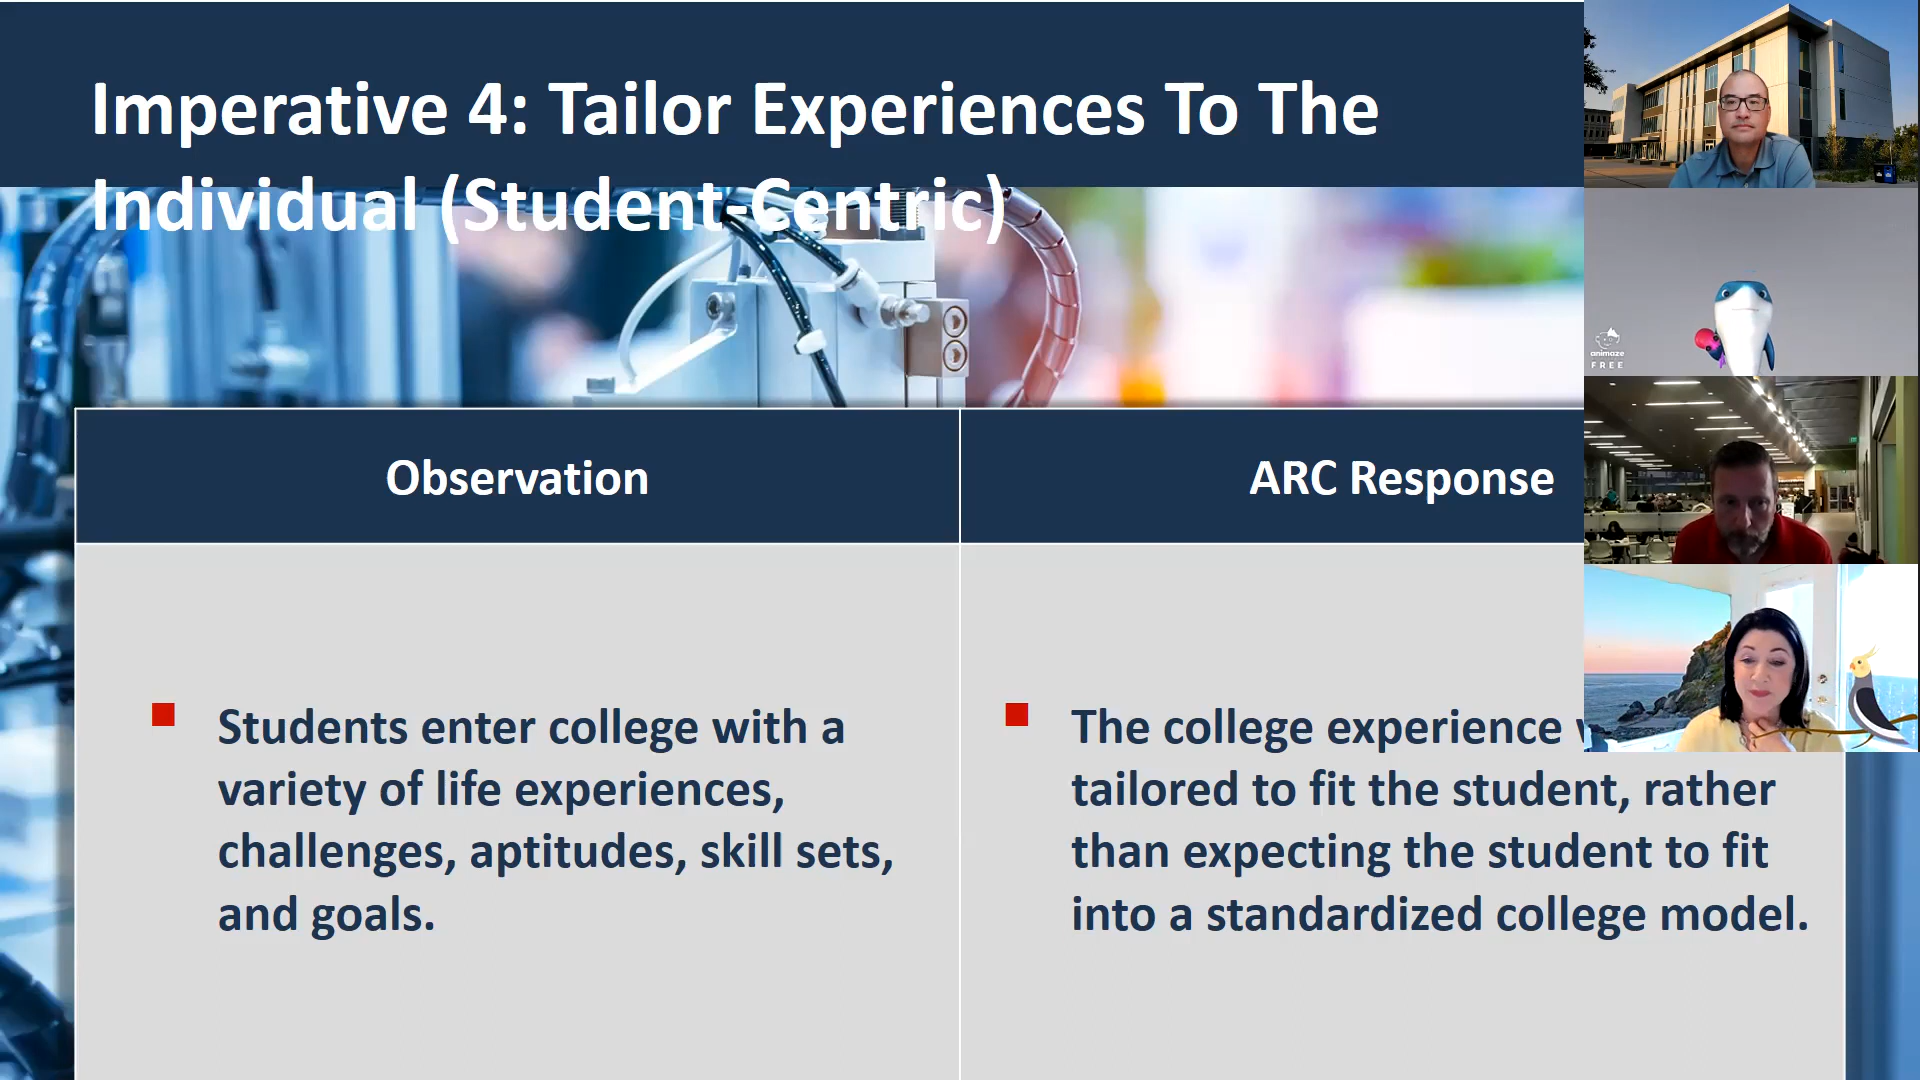 Imperative 4: Tailor Experiences To The
Individual (Student-Centric)
Observation
ARC Response
Students enter college with a
variety of life experiences,
challenges, aptitudes, skill sets,
and goals.
The college experience
tailored to fit the student, rather
than expecting the student to fit
into a standardized college model.
animaze
FREE